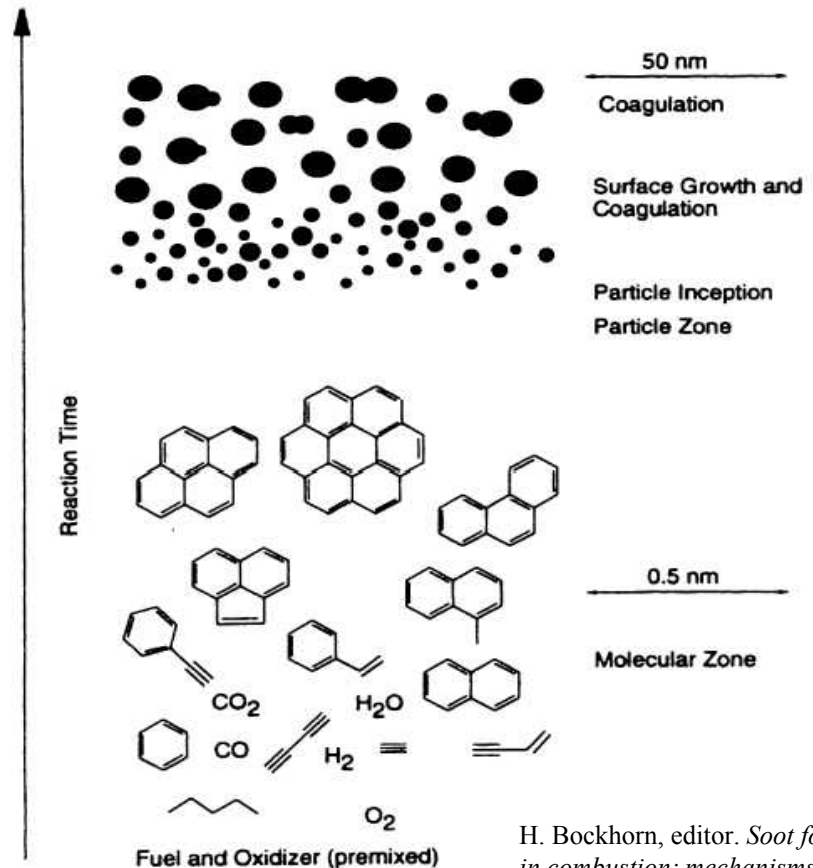 50 nm
Coagulation
Surface Growth and
Coagulation
Particle Inception
Particle Zone
Reaction Time
0.5 nm
Molecular Zone
CO2
H2O
CO
H2
O2
Fuel and Oxidizer (premixed)
H. Bockhorn, editor. Soot fo
in combustion: mechanisms